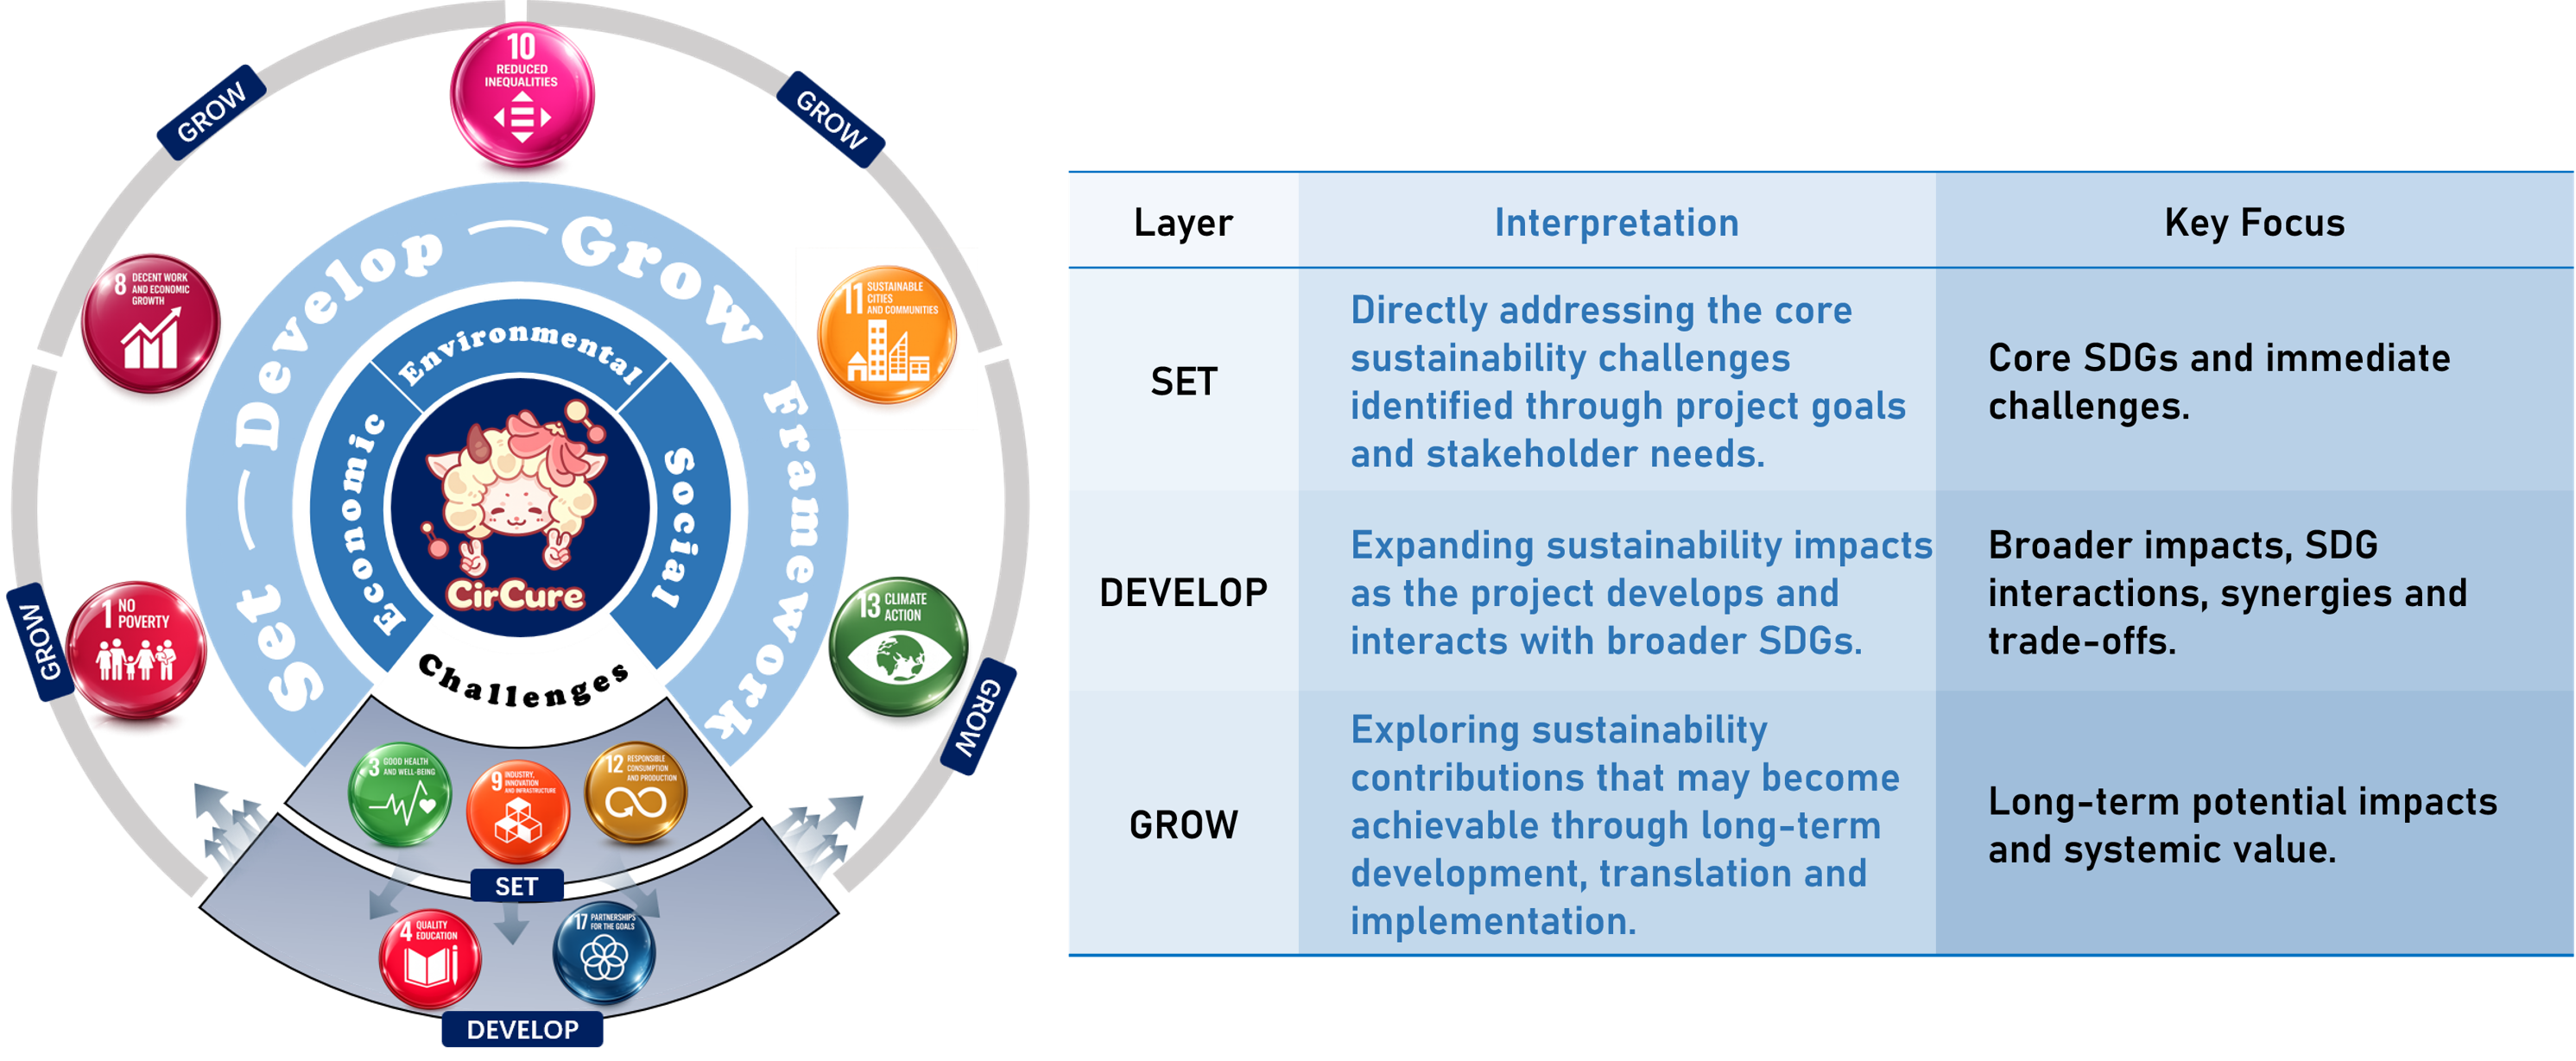 10
REDUCED
INEQUALITIES
GROW
GROW
8
DECENT WORK
AND ECONOMIC
GROWTH
11
SUSTAINABLE
CITIES
AND COMMUNITIES
Set — Develop — Grow Framework
Economic
Environmental
Social
CirCure
Challenges
GROW
1
NO
POVERTY
13
CLIMATE
ACTION
GROW
3
GOOD HEALTH
AND WELL-BEING
9
INDUSTRY,
INNOVATION
AND INFRASTRUCTURE
12
RESPONSIBLE
CONSUMPTION
AND PRODUCTION
SET
4
QUALITY
EDUCATION
17
PARTNERSHIPS
FOR THE GOALS
DEVELOP
Layer
Interpretation
Key Focus
SET
Directly addressing the core
sustainability challenges
identified through project goals
and stakeholder needs.
Core SDGs and immediate
challenges.
DEVELOP
Expanding sustainability impacts
as the project develops and
interacts with broader SDGs.
Broader impacts, SDG
interactions, synergies and
trade-offs.
GROW
Exploring sustainability
contributions that may become
achievable through long-term
development, translation and
implementation.
Long-term potential impacts
and systemic value.